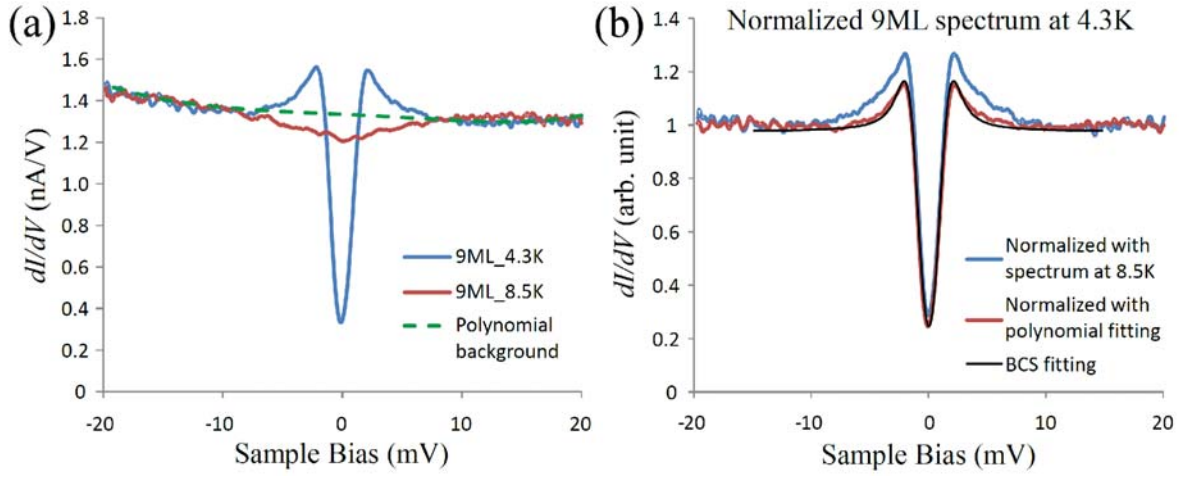 (a)
1.8
1.6
1.4
1.2
1.0
0.8
0.6
0.4
0.2
0
-20
-10
0
10
20
dI/dV (nA/V)
Sample Bias (mV)
9ML_4.3K
9ML_8.5K
Polynomial
background
(b)
Normalized 9ML spectrum at 4.3K
1.4
1.2
1
0.8
0.6
0.4
0.2
0
-20
-10
0
10
20
dI/dV (arb. unit)
Sample Bias (mV)
Normalized with
spectrum at 8.5K
Normalized with
polynomial fitting
BCS fitting